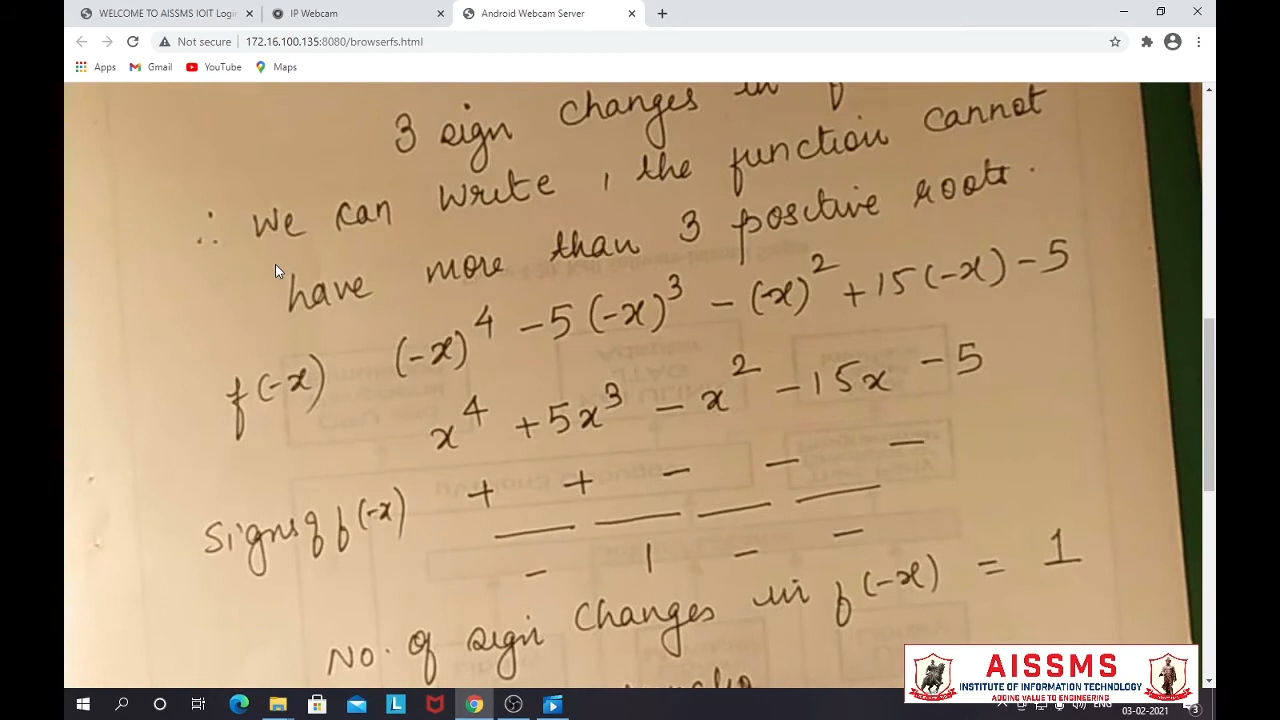 WELCOME TO AISSMS IOIT Login
IP Webcam
Android Webcam Server
Not secure
172.16.100.135:8080/browserfs.html
Apps
Gmail
YouTube
Maps
3 sign changes in f
∴ We can write, the function cannot
have more than 3 positive roots.
f(-x) (-x)⁴ - 5(-x)³ - (-x)² + 15(-x) - 5
x⁴ + 5x³ - x² - 15x - 5
Signs of f(-x) + + - - -
- 1 - -
No. of sign changes in f(-x) = 1
AISSMS
INSTITUTE OF INFORMATION TECHNOLOGY
ADDING VALUE TO ENGINEERING
ENG
03-02-2021